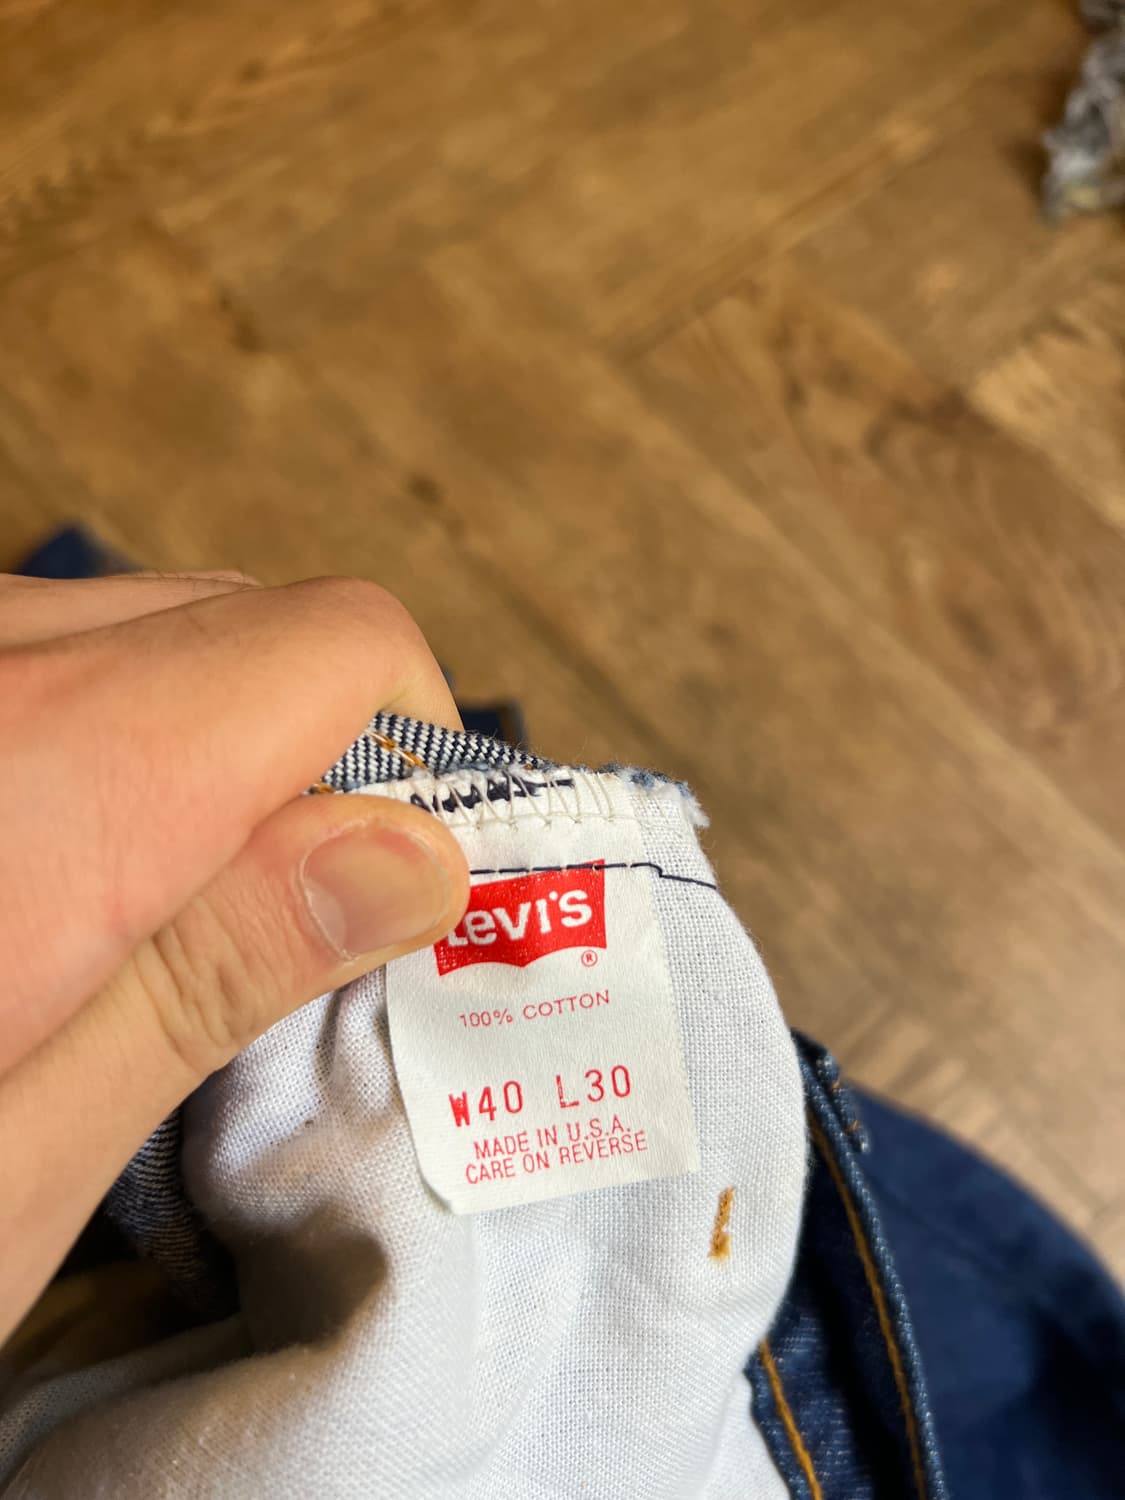 Levi's
®
100% COTTON
W40 L30
MADE IN U.S.A.
CARE ON REVERSE